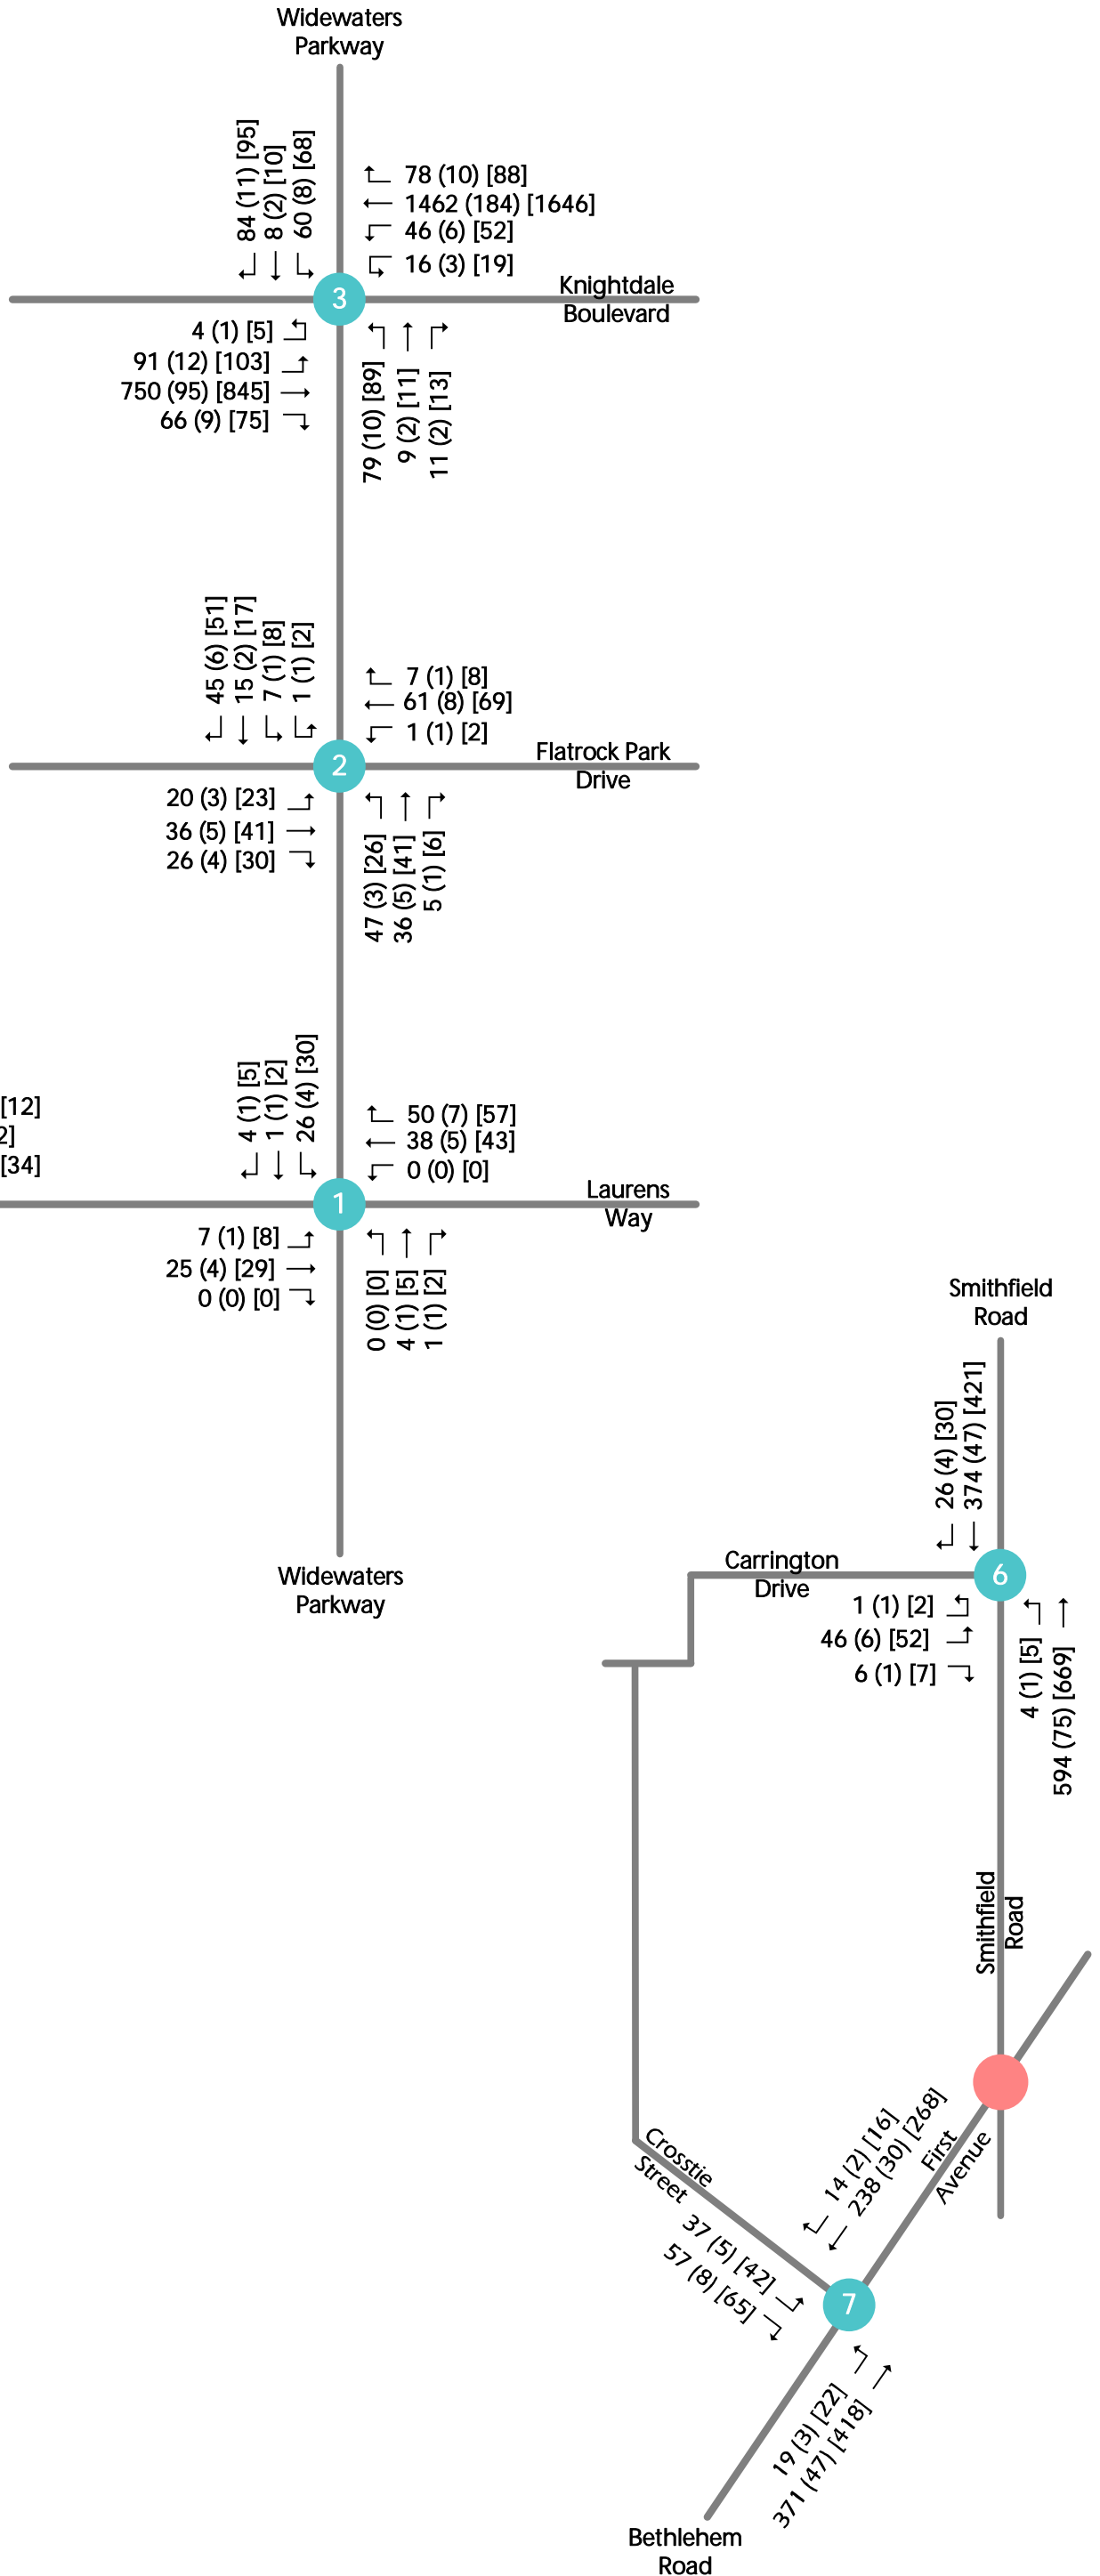 Widewaters
Parkway
84 (11) [95]
8 (2) [10]
60 (8) [68]
78 (10) [88]
1462 (184) [1646]
46 (6) [52]
16 (3) [19]
3
Knightdale
Boulevard
4 (1) [5]
91 (12) [103]
750 (95) [845]
66 (9) [75]
79 (10) [89]
9 (2) [11]
11 (2) [13]
45 (6) [51]
15 (2) [17]
7 (1) [8]
1 (1) [2]
7 (1) [8]
61 (8) [69]
1 (1) [2]
2
Flatrock Park
Drive
20 (3) [23]
36 (5) [41]
26 (4) [30]
47 (3) [26]
36 (5) [41]
5 (1) [6]
[12]
2]
[34]
4 (1) [5]
1 (1) [2]
26 (4) [30]
50 (7) [57]
38 (5) [43]
0 (0) [0]
1
Laurens
Way
7 (1) [8]
25 (4) [29]
0 (0) [0]
0 (0) [0]
4 (1) [5]
1 (1) [2]
Widewaters
Parkway
Smithfield
Road
26 (4) [30]
374 (47) [421]
Carrington
Drive
6
1 (1) [2]
46 (6) [52]
6 (1) [7]
4 (1) [5]
594 (75) [669]
Smithfield
Road
14 (2) [16]
238 (30) [268]
First
Avenue
Crosstie
Street
37 (5) [42]
57 (8) [65]
7
19 (3) [22]
371 (47) [418]
Bethlehem
Road